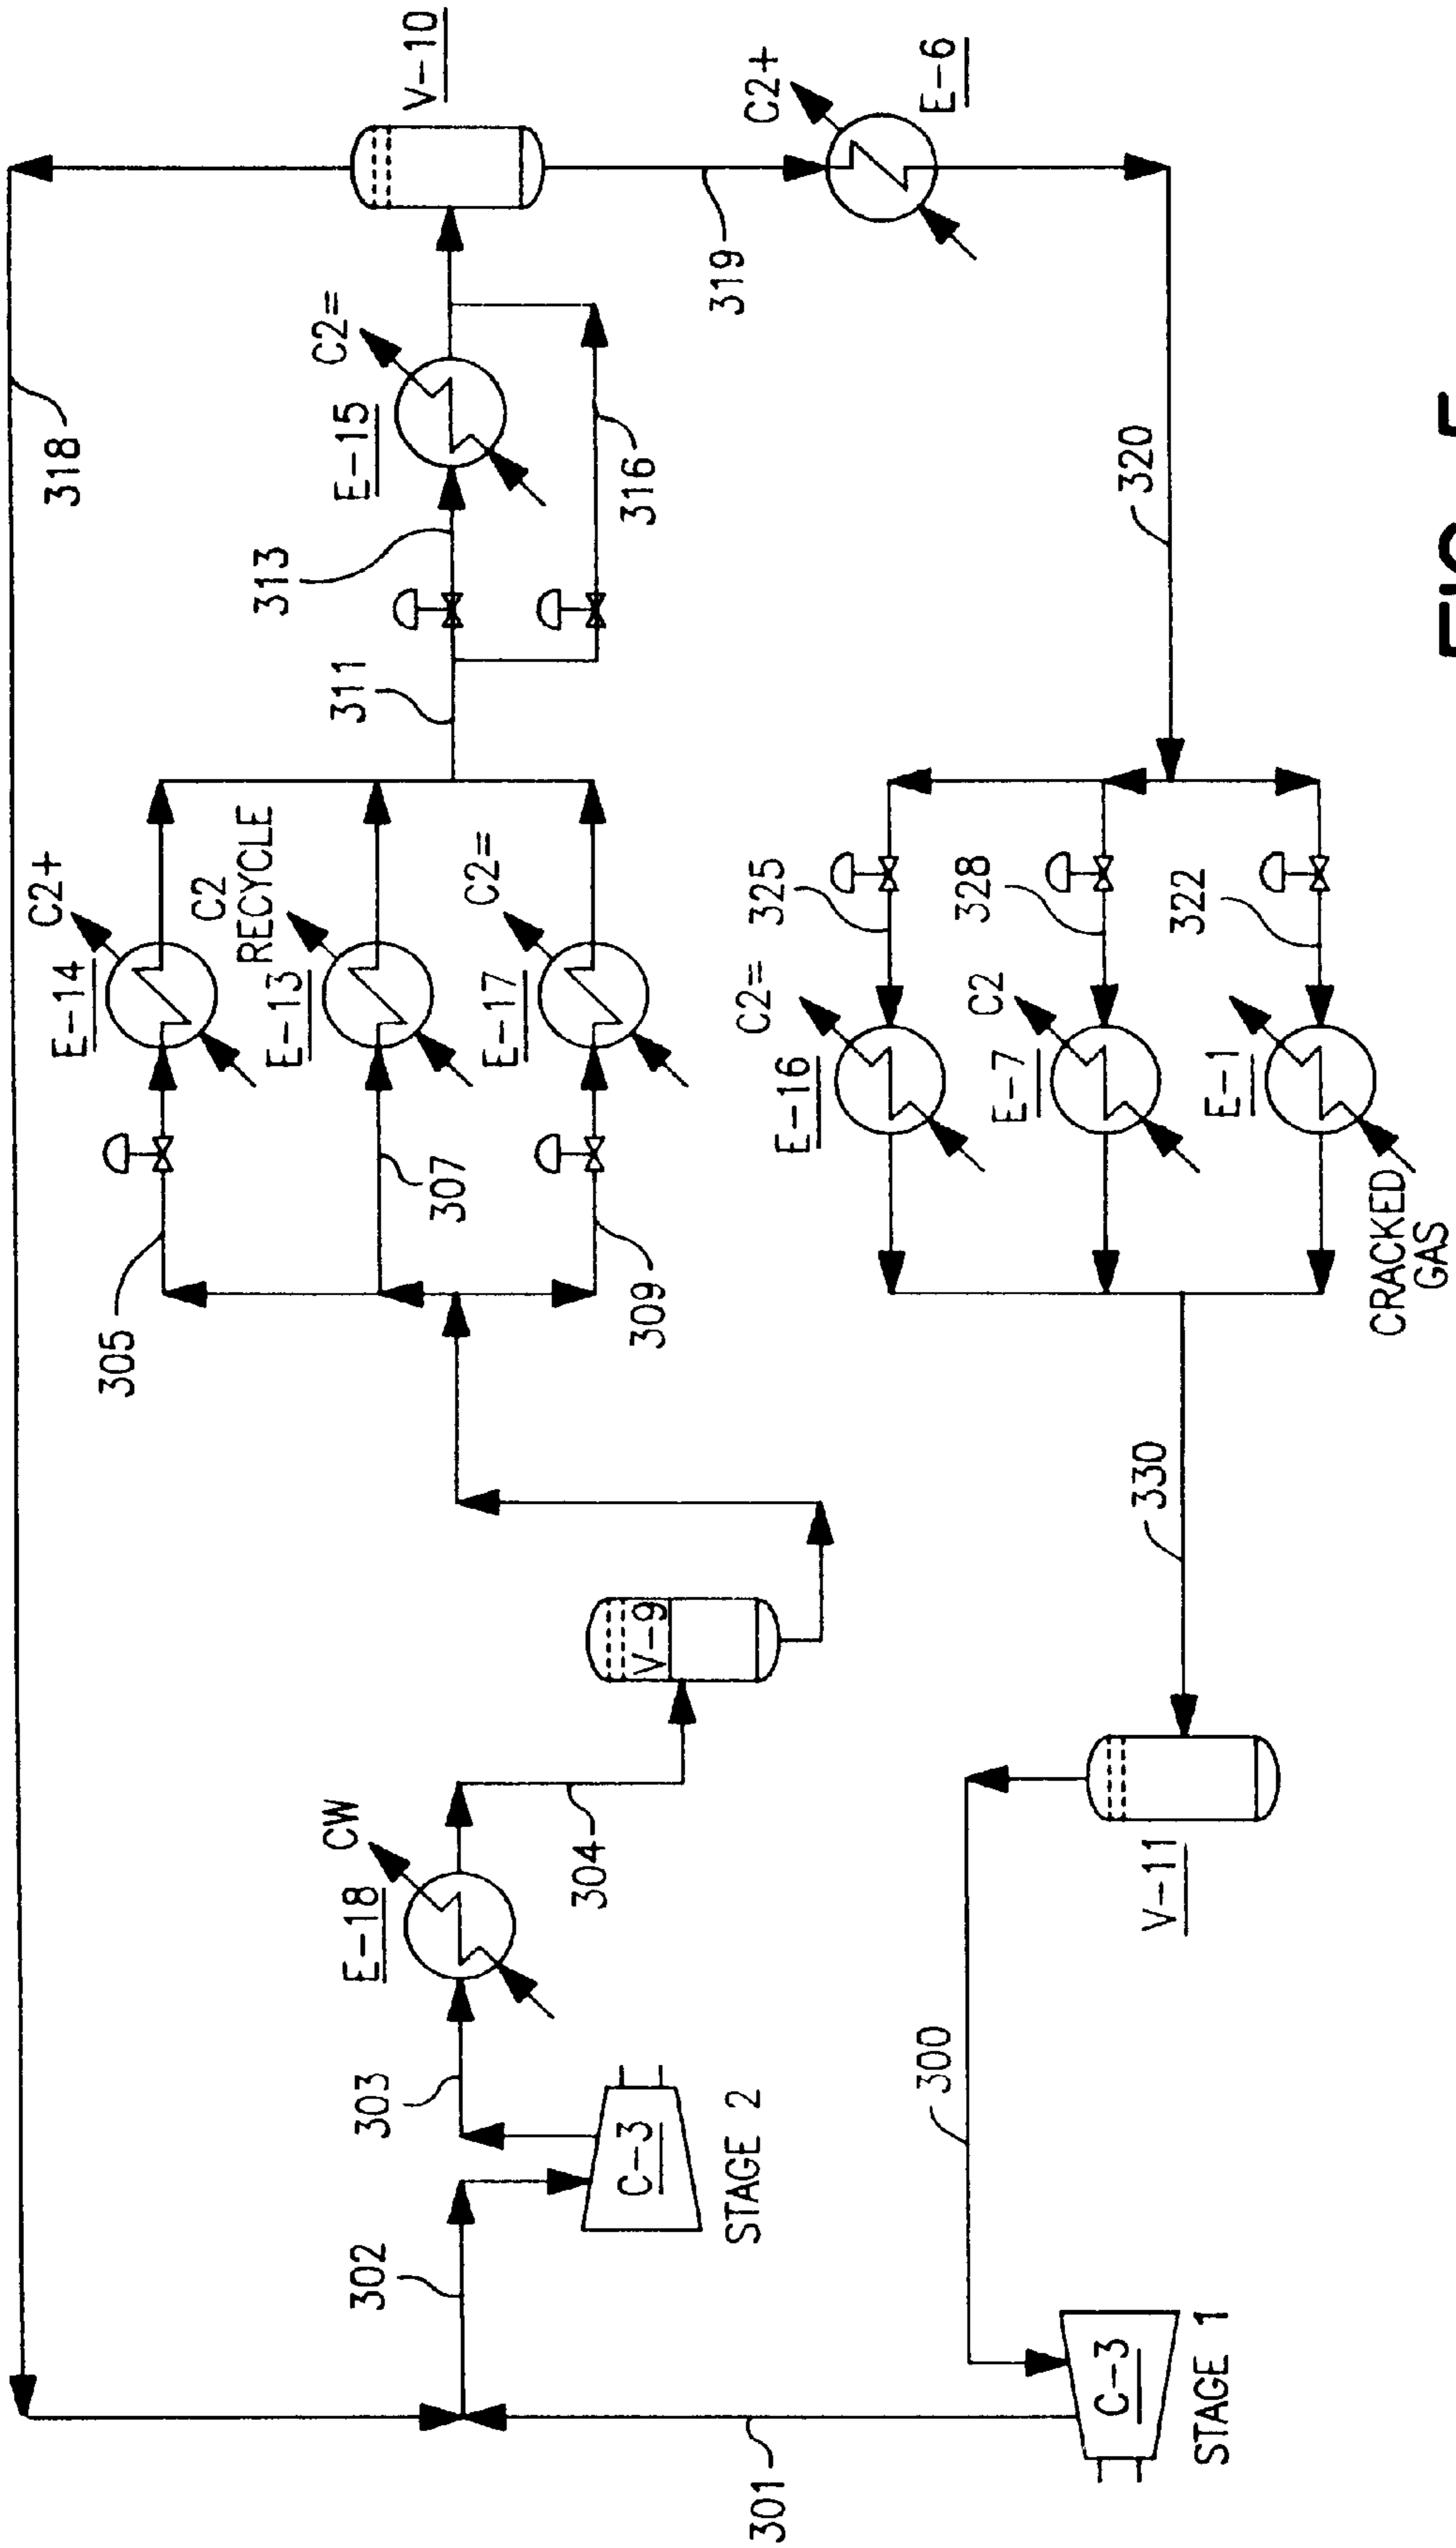 318
V-10
E-14
C2+
305
E-13
C2
RECYCLE
307
E-17
C2=
309
311
313
E-15
C2=
316
319
C2+
E-6
320
E-18
CW
304
V-9
303
302
C-3
STAGE 2
301
C-3
STAGE 1
300
V-11
330
E-16
C2=
325
E-7
C2
328
E-1
322
CRACKED
GAS